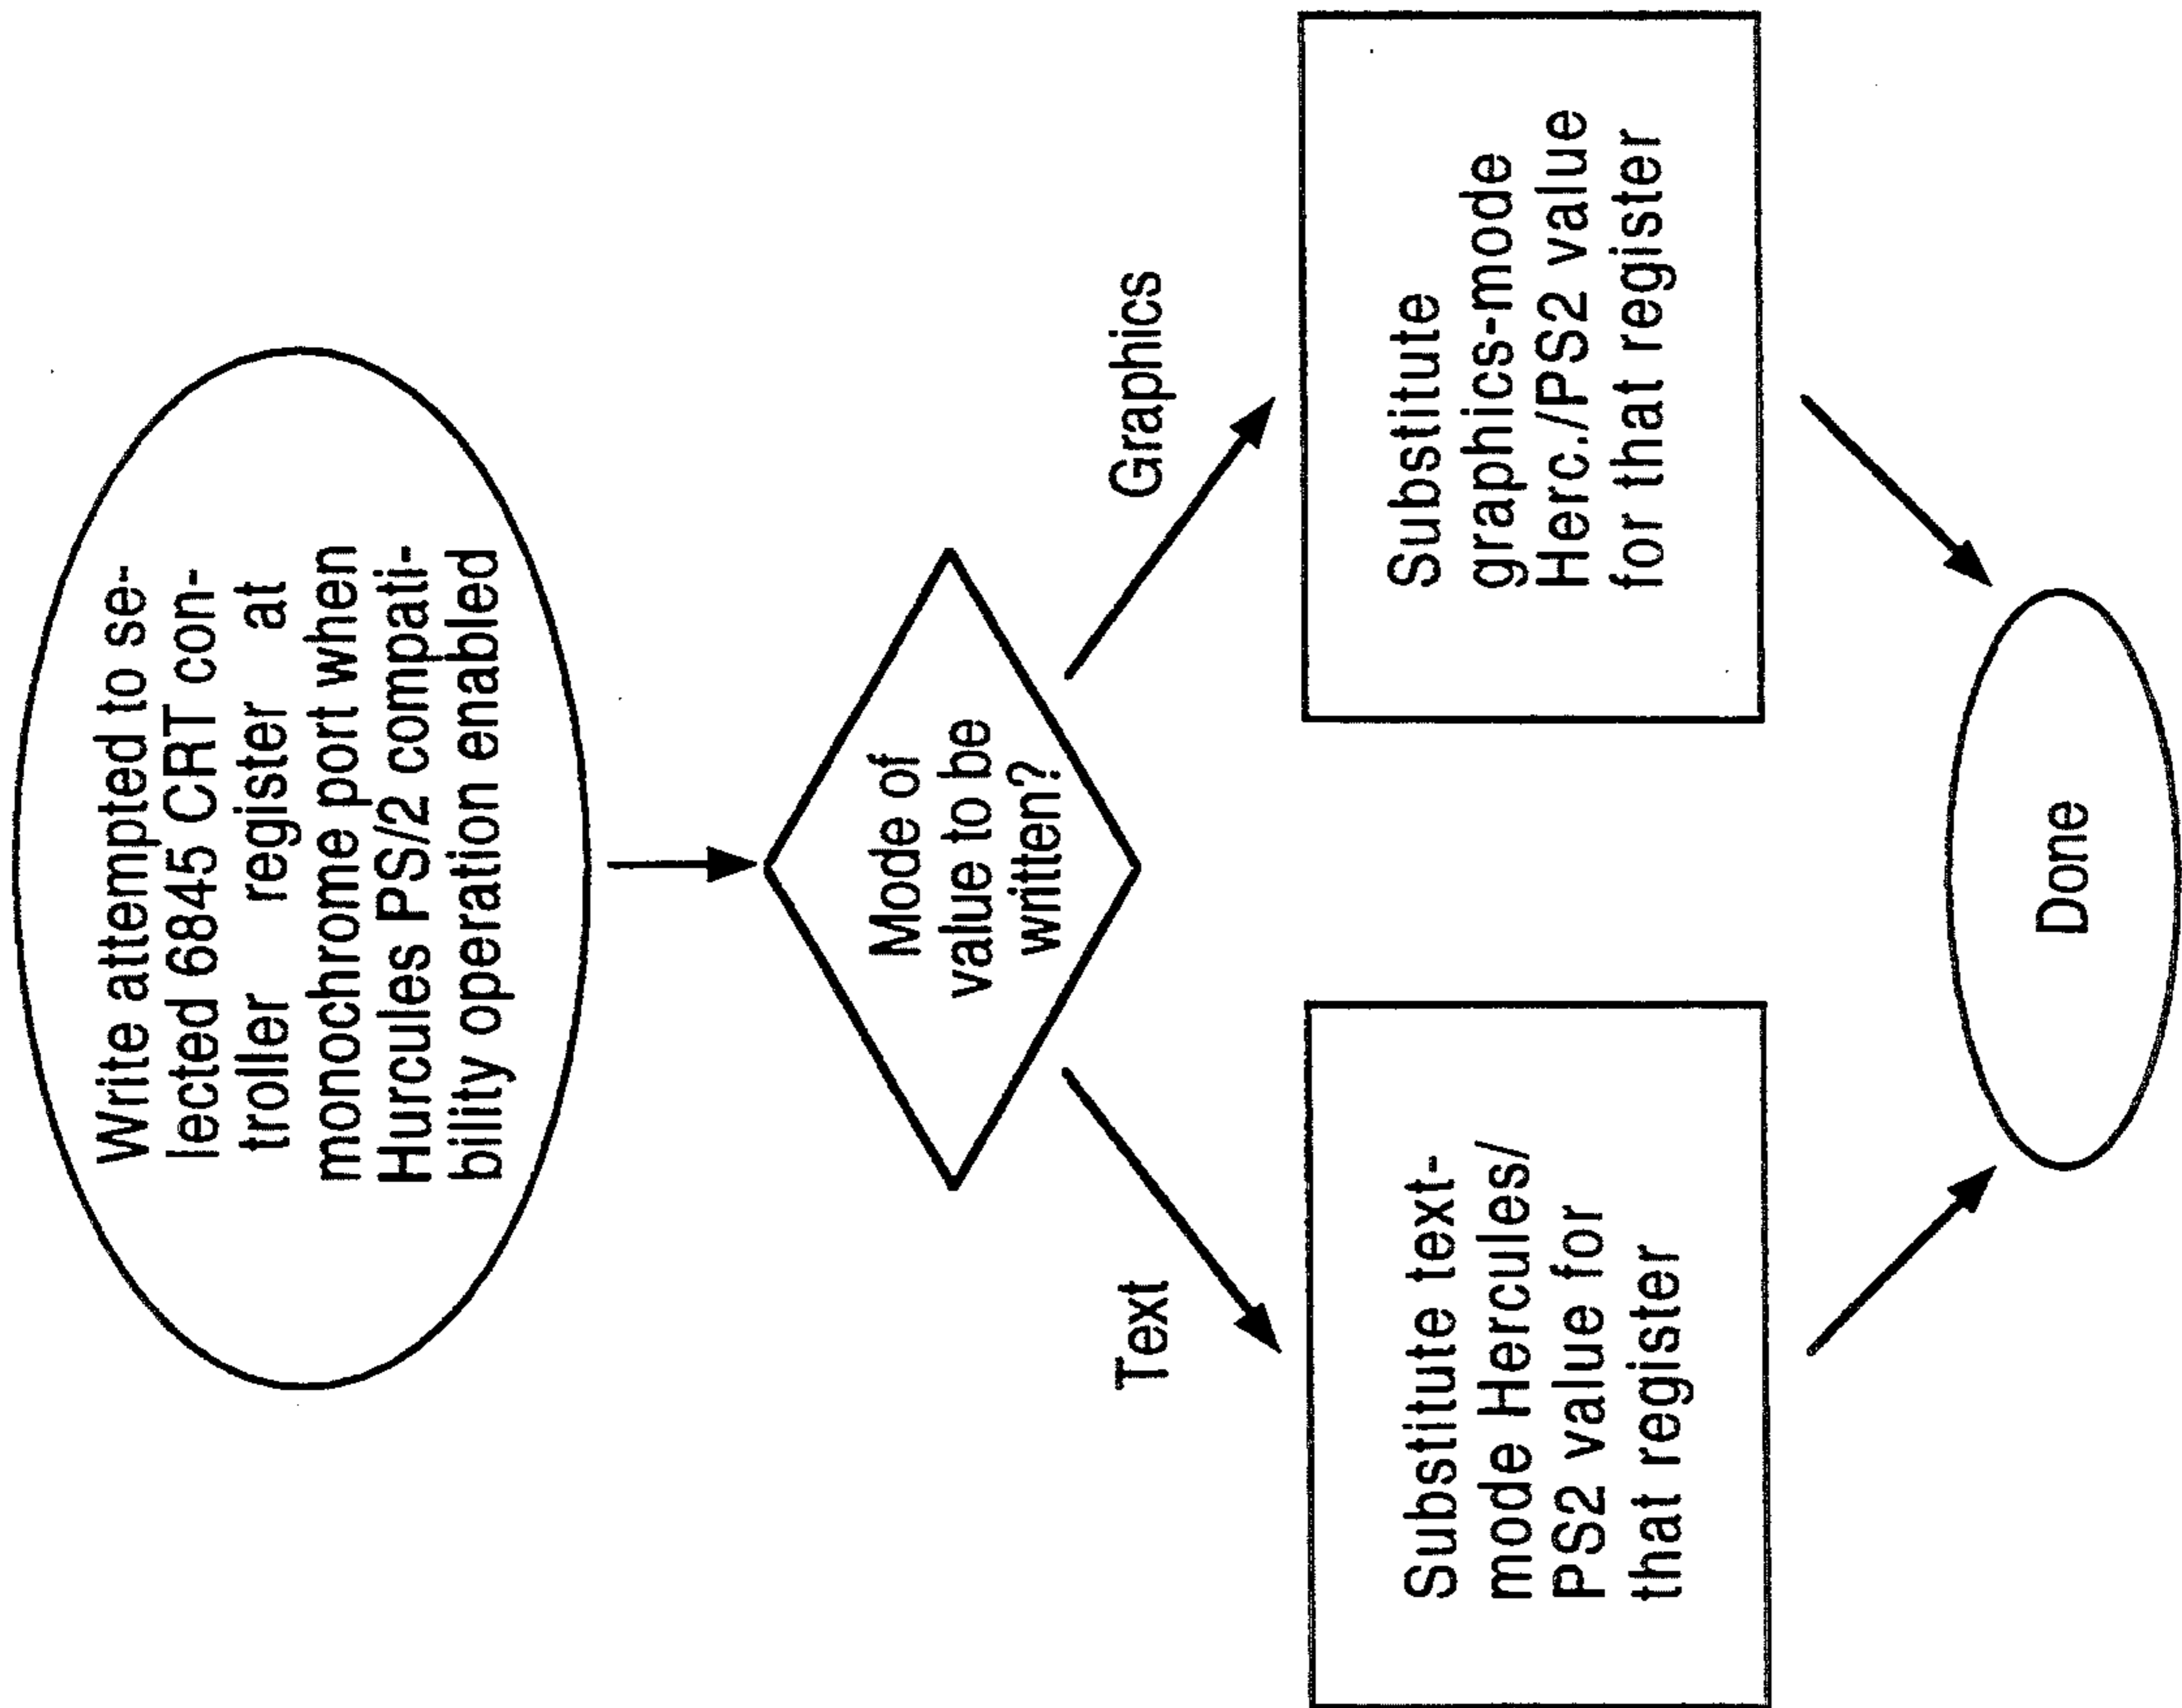 Write attempted to se-
lected 6845 CRT con-
troller register at
monochrome port when
Hurcules PS/2 compati-
bility operation enabled
Mode of
value to be
written?
Text
Graphics
Substitute text-
mode Hercules/
PS2 value for
that register
Substitute
graphics-mode
Herc./PS2 value
for that register
Done